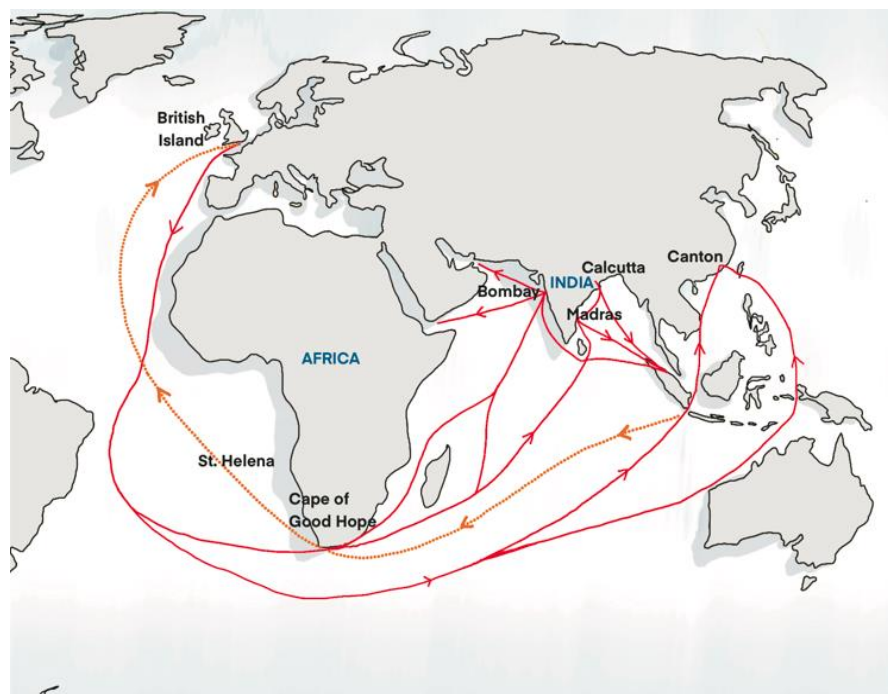 British
Island
Canton
Calcutta
INDIA
Bombay
Madras
AFRICA
St. Helena
Cape of
Good Hope